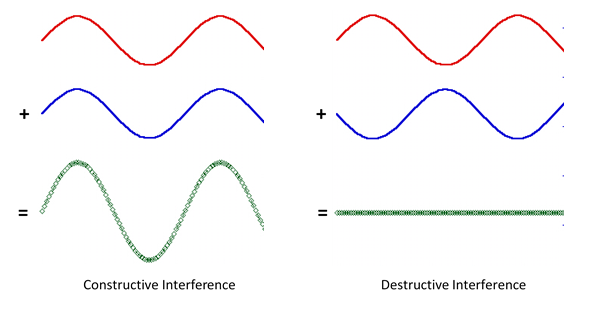 + +
= =
Constructive Interference Destructive Interference